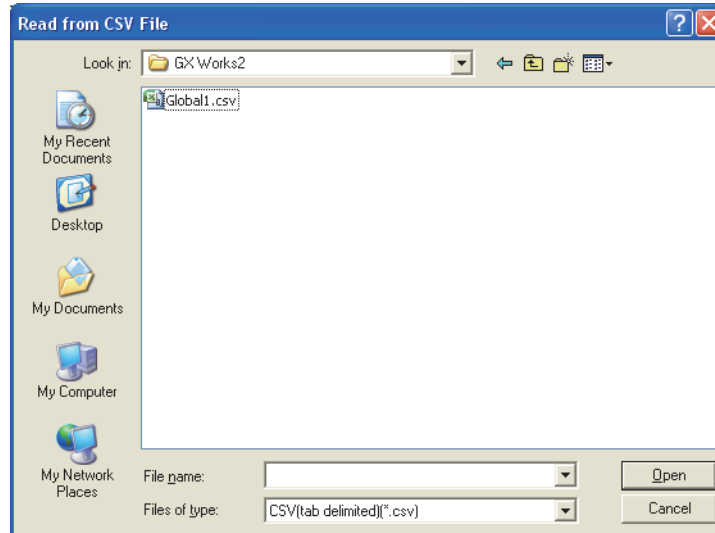 Read from CSV File
Look in: GX Works2
Global1.csv
My Recent
Documents
Desktop
My Documents
My Computer
My Network
Places
File name:
Open
Files of type: CSV(tab delimited)(*.csv)
Cancel